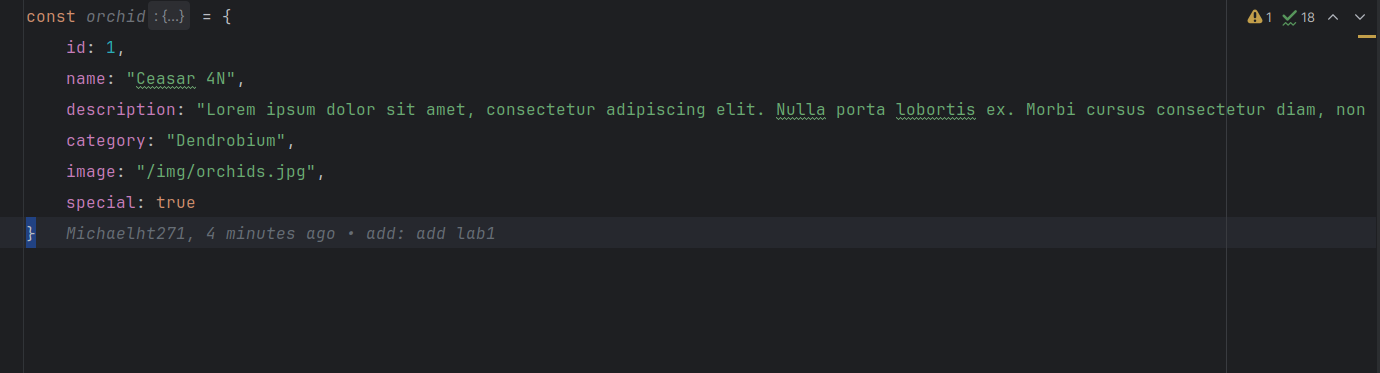 const orchid : {...} = {
id: 1,
name: "Ceasar 4N",
description: "Lorem ipsum dolor sit amet, consectetur adipiscing elit. Nulla porta lobortis ex. Morbi cursus consectetur diam, non
category: "Dendrobium",
image: "/img/orchids.jpg",
special: true
} Michaelht271, 4 minutes ago • add: add lab1
1 18